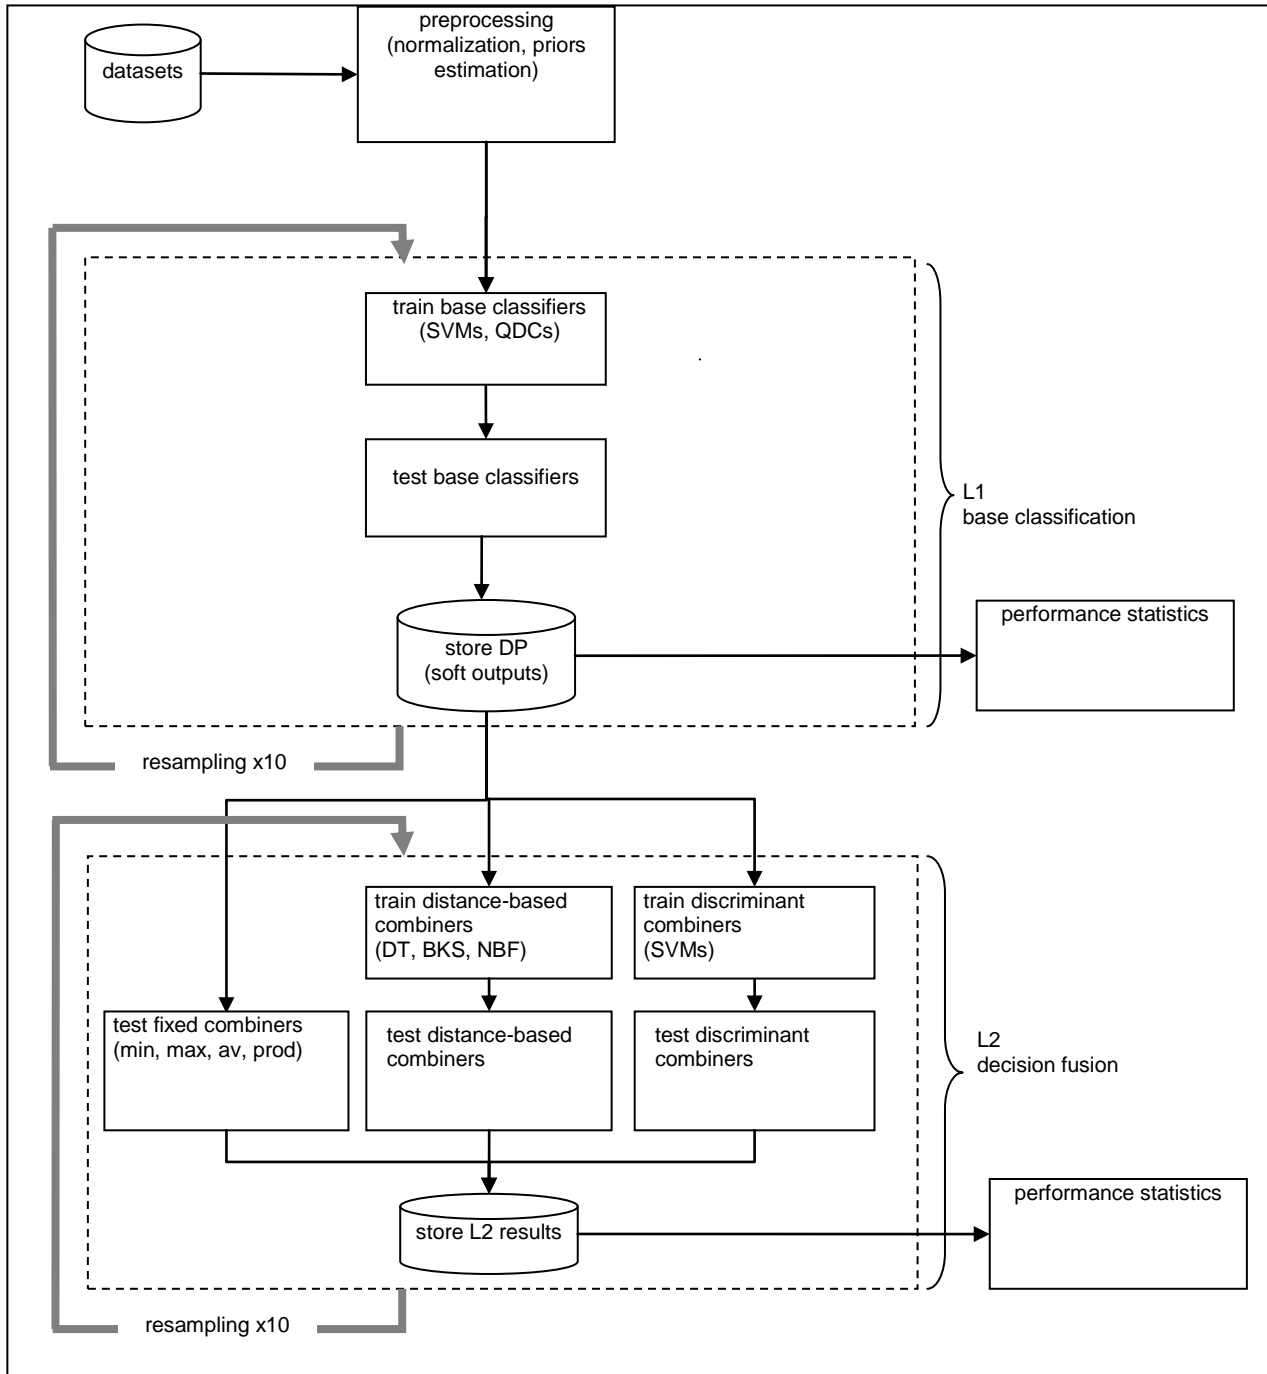 preprocessing
(normalization, priors
estimation)
datasets
train base classifiers
(SVMs, QDCs)
test base classifiers
L1
base classification
store DP
(soft outputs)
performance statistics
resampling x10
train distance-based
combiners
(DT, BKS, NBF)
train discriminant
combiners
(SVMs)
test fixed combiners
(min, max, av, prod)
test distance-based
combiners
test discriminant
combiners
L2
decision fusion
store L2 results
performance statistics
resampling x10